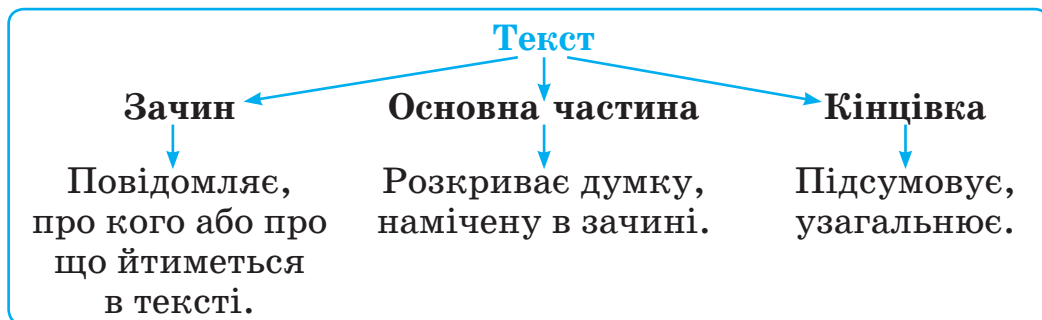 Текст
Зачин
Основна частина
Кінцівка
Повідомляє,
про кого або про
що йтиметься
в тексті.
Розкриває думку,
намічену в зачині.
Підсумовує,
узагальнює.